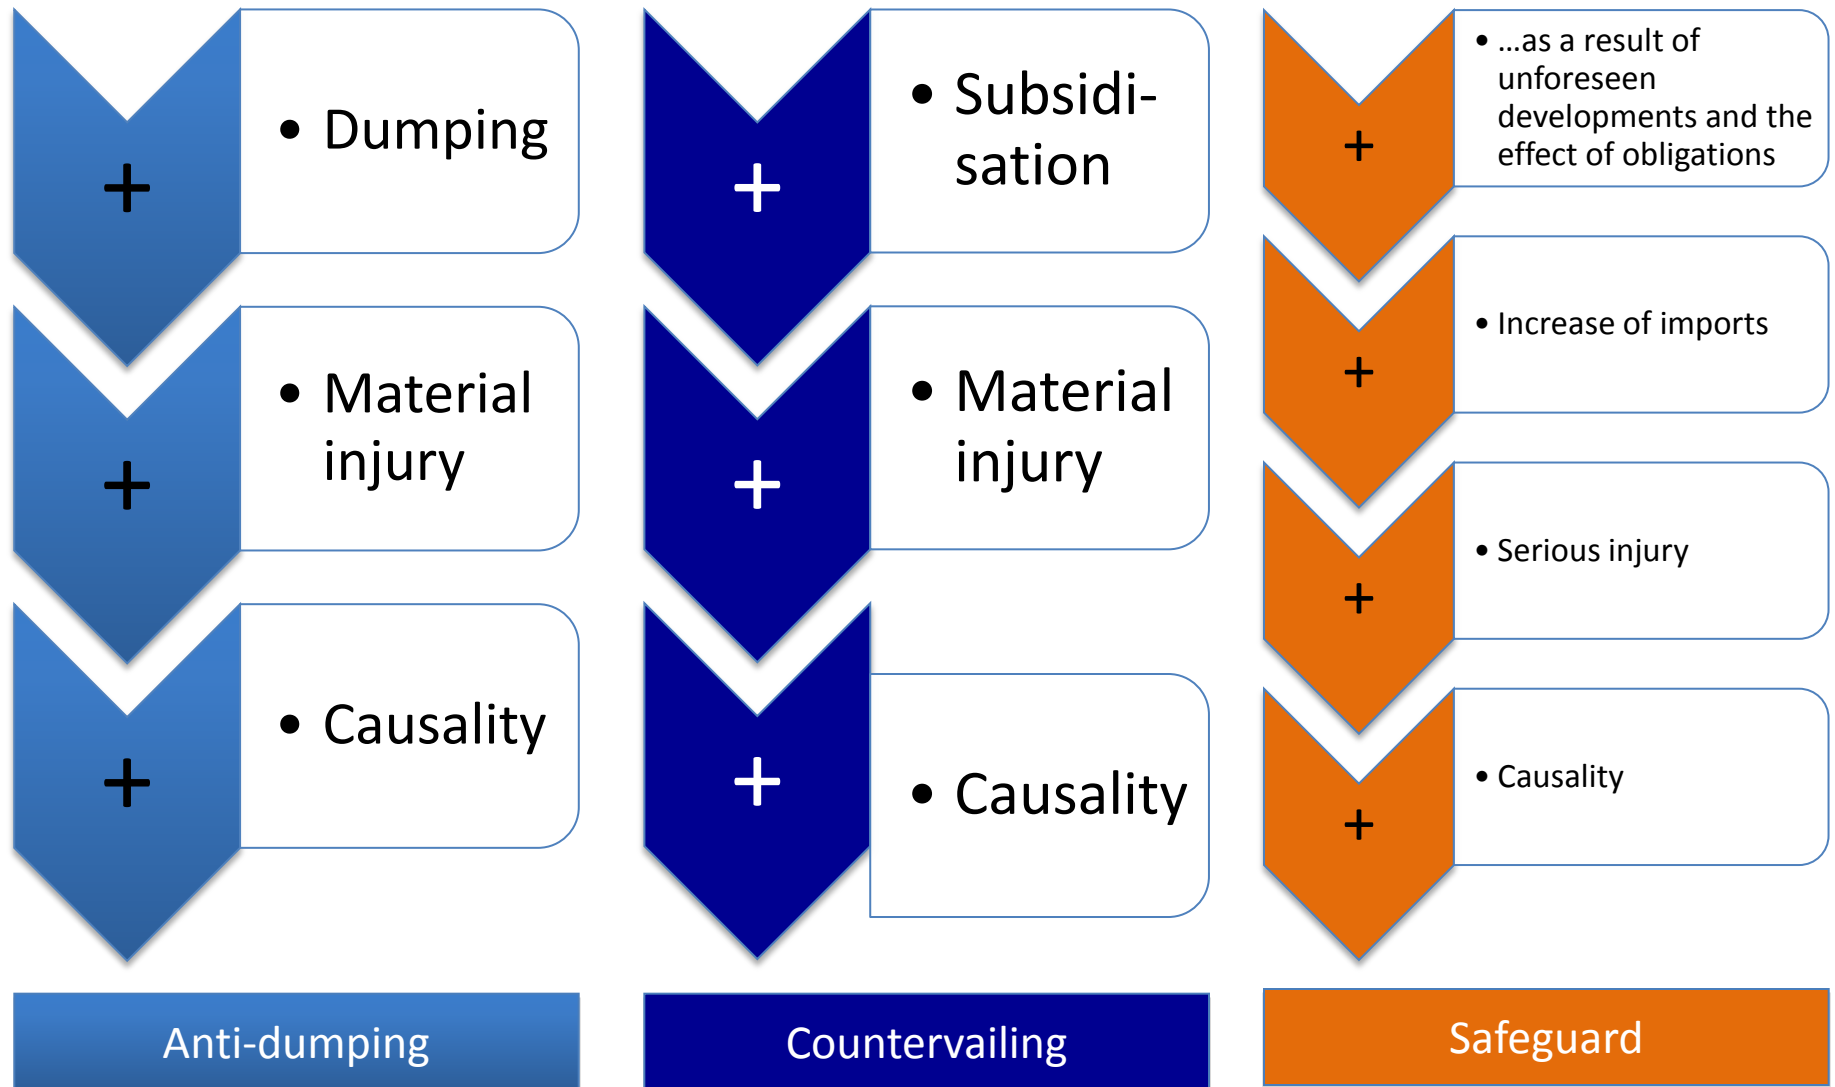 +
• Dumping
+
• Material
injury
+
• Causality
Anti-dumping
+
• Subsidi-
sation
+
• Material
injury
+
• Causality
Countervailing
+
• ...as a result of
unforeseen
developments and the
effect of obligations
+
• Increase of imports
+
• Serious injury
+
• Causality
Safeguard